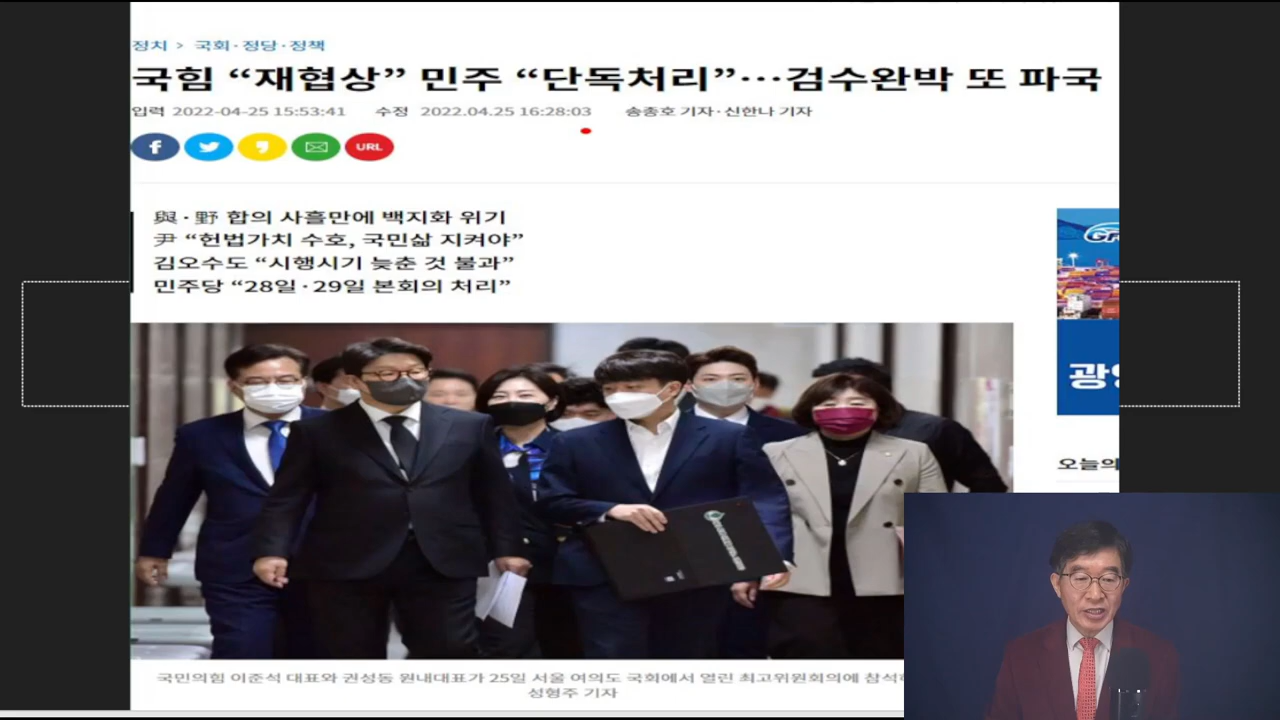 정치 > 국회·정당·정책
국힘 “재협상” 민주 “단독처리”…검수완박 또 파국
입력 2022-04-25 15:53:41 수정 2022.04.25 16:28:03 송종호 기자·신한나 기자
URL
與·野 합의 사흘만에 백지화 위기
尹 “헌법가치 수호, 국민삶 지켜야”
김오수도 “시행시기 늦춘 것 불과”
민주당 “28일·29일 본회의 처리”
오늘의
국민의힘 이준석 대표와 권성동 원내대표가 25일 서울 여의도 국회에서 열린 최고위원회의에 참석
성형주 기자